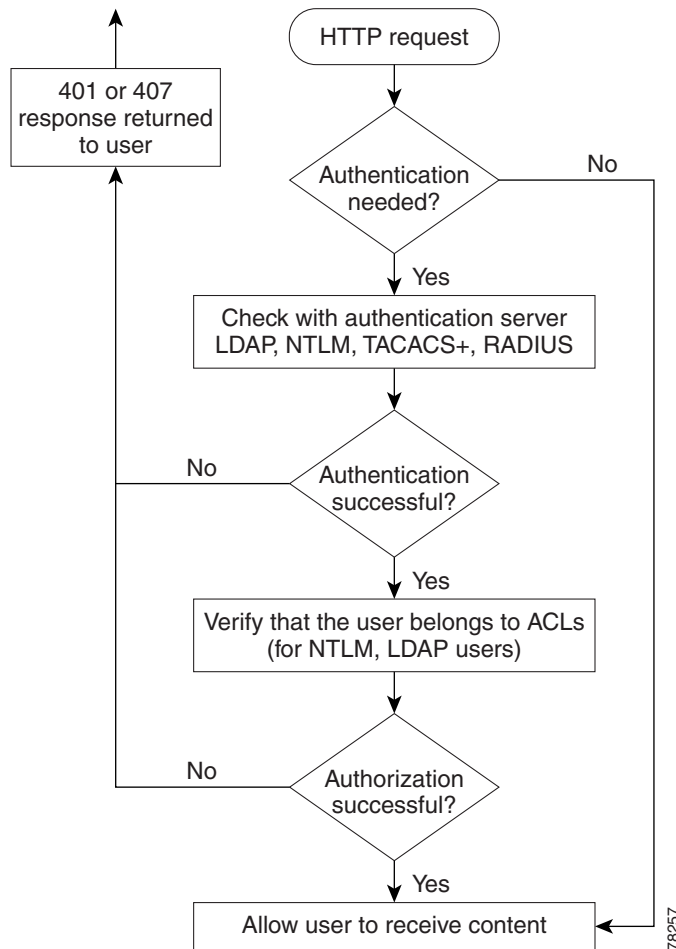 HTTP request
401 or 407
response returned
to user
Authentication
needed?
No
Yes
Check with authentication server
LDAP, NTLM, TACACS+, RADIUS
No
Authentication
successful?
Yes
Verify that the user belongs to ACLs
(for NTLM, LDAP users)
No
Authorization
successful?
Yes
Allow user to receive content
78257